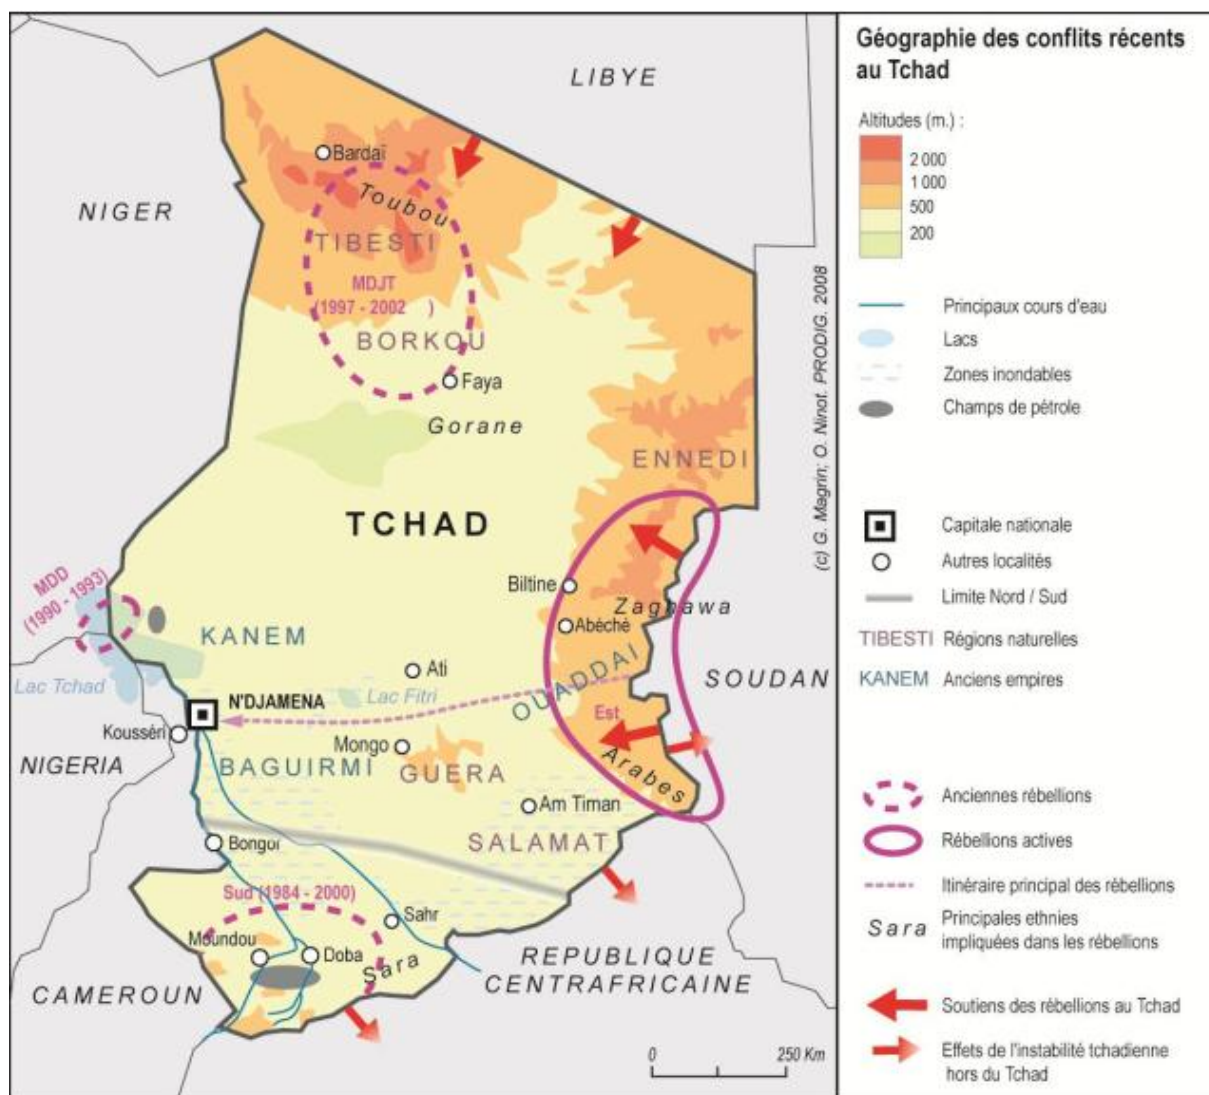 Géographie des conflits récents
au Tchad
Altitudes (m.) :
2 000
1 000
500
200
Principaux cours d'eau
Lacs
Zones inondables
Champs de pétrole
Capitale nationale
Autres localités
Limite Nord / Sud
TIBESTI Régions naturelles
KANEM Anciens empires
Anciennes rébellions
Rébellions actives
Itinéraire principal des rébellions
Sara Principales ethnies
impliquées dans les rébellions
Soutiens des rébellions au Tchad
Effets de l'instabilité tchadienne
hors du Tchad
(c) G. Magrin; O. Ninot. PRODIG. 2008
LIBYE
NIGER
Bardaï
Toubou
TIBESTI
MDJT
(1997 - 2002 )
BORKOU
Faya
Gorane
ENNEDI
TCHAD
MDD
(1990 - 1993)
Biltine
Zaghawa
Abéché
KANEM
OUADDAI
Ati
Lac Tchad
Lac Fitri
SOUDAN
N'DJAMENA
Est
Kousséri
Mongo
NIGERIA
BAGUIRMI
GUERA
Arabes
Am Timan
Bongor
SALAMAT
Sud (1984 - 2000)
Sahr
Moundou
Doba
Sara
REPUBLIQUE
CENTRAFRICAINE
CAMEROUN
0 250 Km